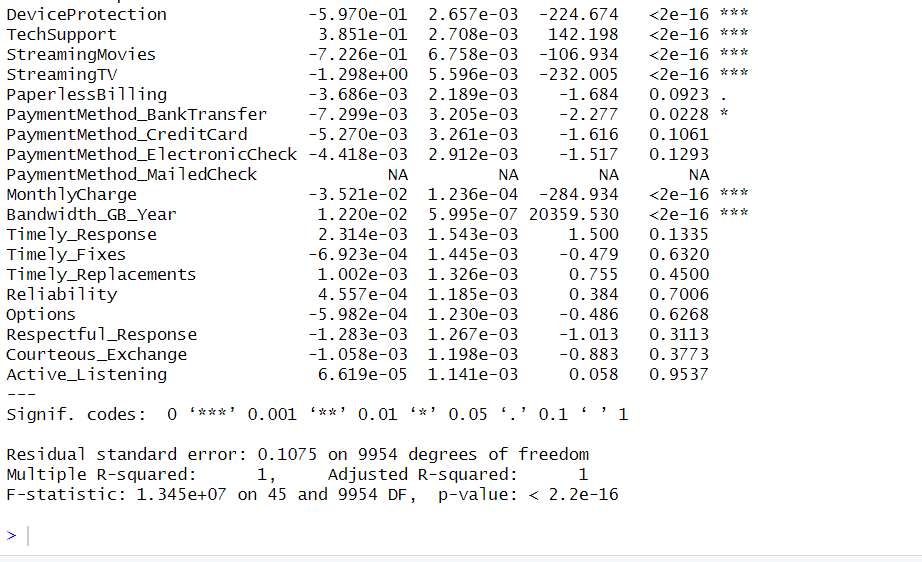 DeviceProtection -5.970e-01 2.657e-03 -224.674 <2e-16 ***
TechSupport 3.851e-01 2.708e-03 142.198 <2e-16 ***
StreamingMovies -7.226e-01 6.758e-03 -106.934 <2e-16 ***
StreamingTV -1.298e+00 5.596e-03 -232.005 <2e-16 ***
PaperlessBilling -3.686e-03 2.189e-03 -1.684 0.0923 .
PaymentMethod_BankTransfer -7.299e-03 3.205e-03 -2.277 0.0228 *
PaymentMethod_CreditCard -5.270e-03 3.261e-03 -1.616 0.1061
PaymentMethod_ElectronicCheck -4.418e-03 2.912e-03 -1.517 0.1293
PaymentMethod_MailedCheck NA NA NA NA
MonthlyCharge -3.521e-02 1.236e-04 -284.934 <2e-16 ***
Bandwidth_GB_Year 1.220e-02 5.995e-07 20359.530 <2e-16 ***
Timely_Response 2.314e-03 1.543e-03 1.500 0.1335
Timely_Fixes -6.923e-04 1.445e-03 -0.479 0.6320
Timely_Replacements 1.002e-03 1.326e-03 0.755 0.4500
Reliability 4.557e-04 1.185e-03 0.384 0.7006
Options -5.982e-04 1.230e-03 -0.486 0.6268
Respectful_Response -1.283e-03 1.267e-03 -1.013 0.3113
Courteous_Exchange -1.058e-03 1.198e-03 -0.883 0.3773
Active_Listening 6.619e-05 1.141e-03 0.058 0.9537
---
Signif. codes: 0 ‘***’ 0.001 ‘**’ 0.01 ‘*’ 0.05 ‘.’ 0.1 ‘ ’ 1
Residual standard error: 0.1075 on 9954 degrees of freedom
Multiple R-squared: 1, Adjusted R-squared: 1
F-statistic: 1.345e+07 on 45 and 9954 DF, p-value: < 2.2e-16
>